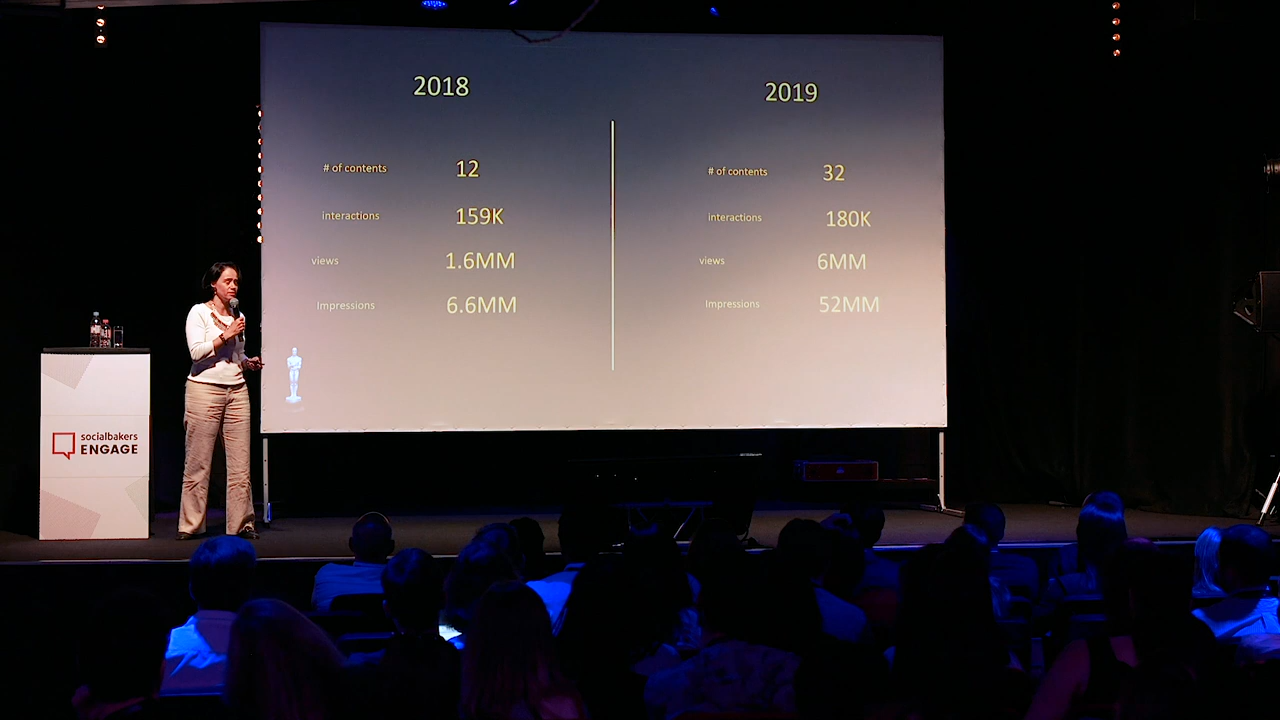 2018
# of contents 12
interactions 159K
views 1.6MM
Impressions 6.6MM
2019
# of contents 32
interactions 180K
views 6MM
Impressions 52MM
socialbakers
ENGAGE